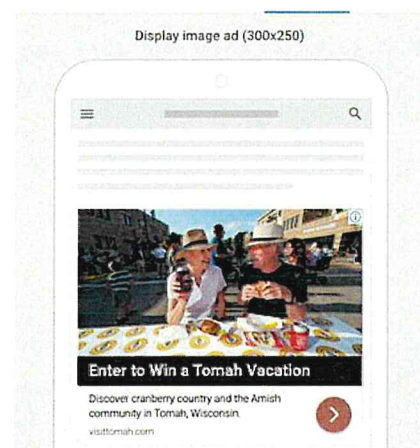 Display image ad (300x250)
Enter to Win a Tomah Vacation
Discover cranberry country and the Amish
community in Tomah, Wisconsin.
visittomah.com